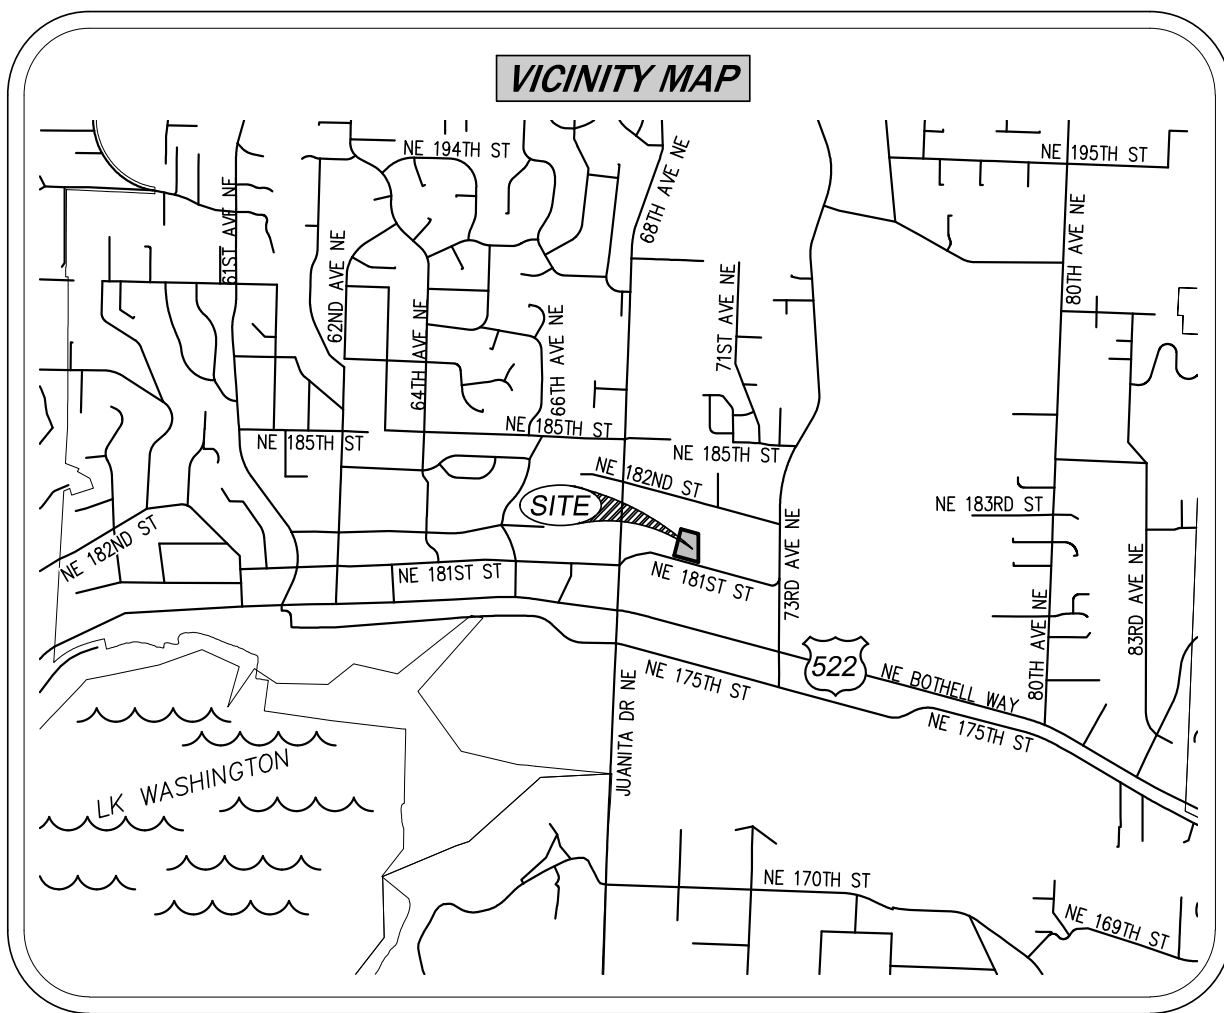 VICINITY MAP
NE 194TH ST
68TH AVE NE
NE 195TH ST
61ST AVE NE
62ND AVE NE
80TH AVE NE
64TH AVE NE
66TH AVE NE
71ST AVE NE
NE 185TH ST
NE 185TH ST
NE 185TH ST
NE 182ND ST
SITE
NE 183RD ST
NE 182ND ST
73RD AVE NE
NE 181ST ST
NE 181ST ST
80TH AVE NE
83RD AVE NE
522
NE BOTHELL WAY
NE 175TH ST
NE 175TH ST
JUANITA DR NE
LK WASHINGTON
NE 170TH ST
NE 169TH ST